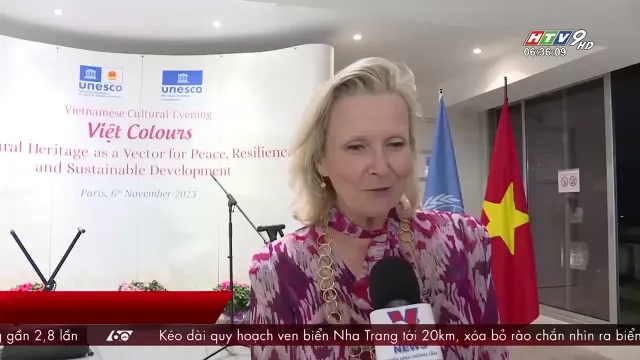 HTV9 HD
06:36:09
unesco
unesco
Vietnamese Cultural Evening
Việt Colours
ural Heritage as a Vector for Peace, Resilience
and Sustainable Development
Paris, 6th November 2023
NEWS
g gần 2,8 lần
60
Kéo dài quy hoạch ven biển Nha Trang tới 20km, xóa bỏ rào chắn nhìn ra biển